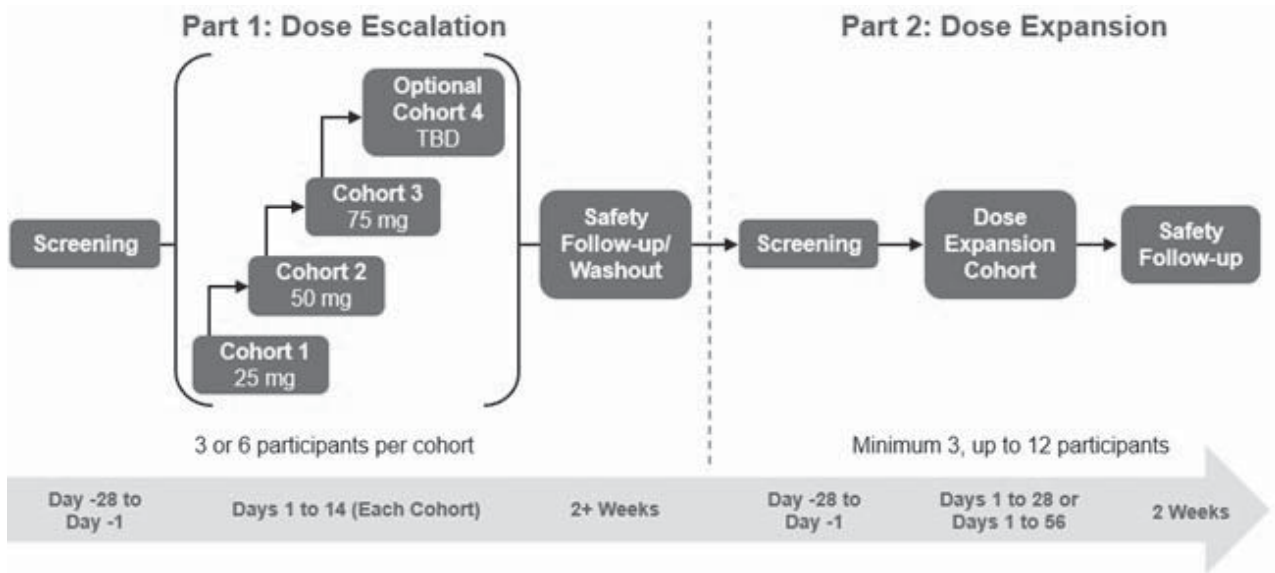 Part 1: Dose Escalation
Part 2: Dose Expansion
Optional
Cohort 4
TBD
Cohort 3
75 mg
Cohort 2
50 mg
Cohort 1
25 mg
Screening
Safety
Follow-up/
Washout
Screening
Dose
Expansion
Cohort
Safety
Follow-up
3 or 6 participants per cohort
Minimum 3, up to 12 participants
Day -28 to
Day -1
Days 1 to 14 (Each Cohort)
2+ Weeks
Day -28 to
Day -1
Days 1 to 28 or
Days 1 to 56
2 Weeks